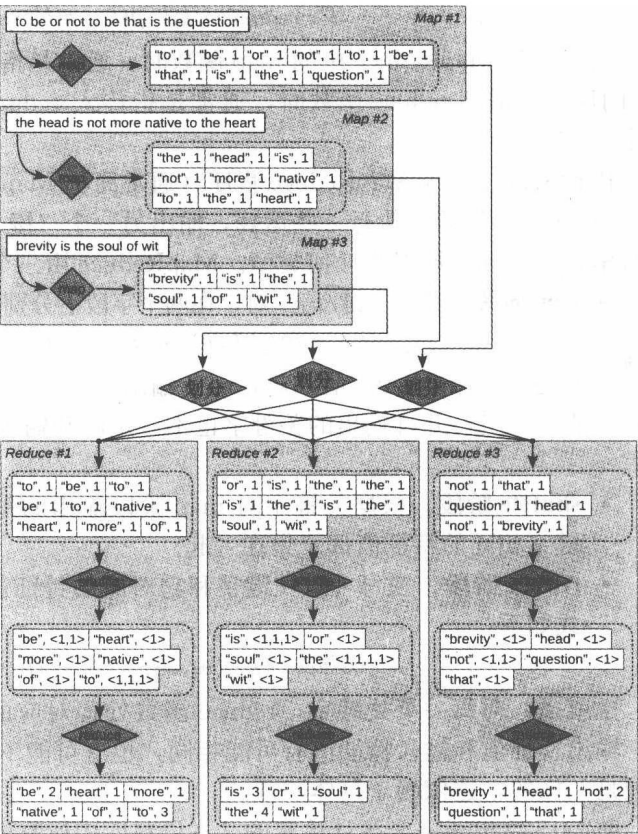 Map #1
to be or not to be that is the question
"to", 1 "be", 1 "or", 1 "not", 1 "to", 1 "be", 1
"that", 1 "is", 1 "the", 1 "question", 1
Map #2
the head is not more native to the heart
"the", 1 "head", 1 "is", 1
"not", 1 "more", 1 "native", 1
"to", 1 "the", 1 "heart", 1
Map #3
brevity is the soul of wit
"brevity", 1 "is", 1 "the", 1
"soul", 1 "of", 1 "wit", 1
Reduce #1
"to", 1 "be", 1 "to", 1
"be", 1 "to", 1 "native", 1
"heart", 1 "more", 1 "of", 1
"be", <1,1> "heart", <1>
"more", <1> "native", <1>
"of", <1> "to", <1,1,1>
"be", 2 "heart", 1 "more", 1
"native", 1 "of", 1 "to", 3
Reduce #2
"or", 1 "is", 1 "the", 1 "the", 1
"is", 1 "the", 1 "is", 1 "the", 1
"soul", 1 "wit", 1
"is", <1,1,1> "or", <1>
"soul", <1> "the", <1,1,1,1>
"wit", <1>
"is", 3 "or", 1 "soul", 1
"the", 4 "wit", 1
Reduce #3
"not", 1 "that", 1
"question", 1 "head", 1
"not", 1 "brevity", 1
"brevity", <1> "head", <1>
"not", <1,1> "question", <1>
"that", <1>
"brevity", 1 "head", 1 "not", 2
"question", 1 "that", 1